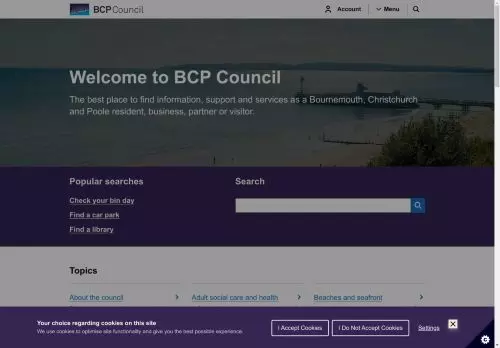 BCP Council
Account
Menu
Welcome to BCP Council
The best place to find information, support and services as a Bournemouth, Christchurch
and Poole resident, business, partner or visitor.
Popular searches
Search
Check your bin day
Find a car park
Find a library
Topics
About the council
Adult social care and health
Beaches and seafront
Your choice regarding cookies on this site
We use cookies to optimise site functionality and give you the best possible experience.
I Accept Cookies
I Do Not Accept Cookies
Settings